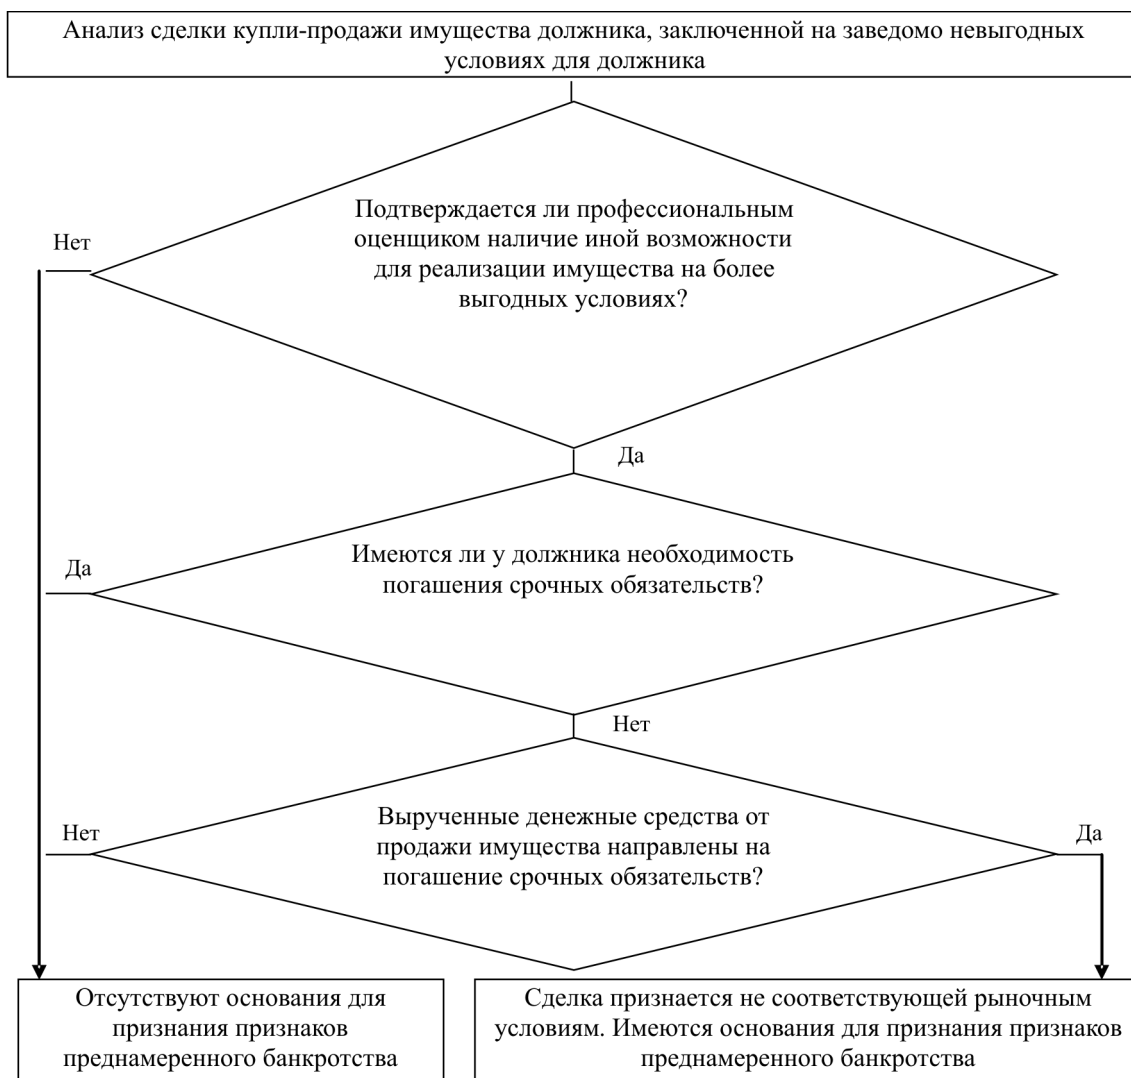 Анализ сделки купли-продажи имущества должника, заключенной на заведомо невыгодных
условиях для должника
Подтверждается ли профессиональным
оценщиком наличие иной возможности
для реализации имущества на более
выгодных условиях?
Нет
Да
Имеются ли у должника необходимость
погашения срочных обязательств?
Да
Нет
Вырученные денежные средства от
продажи имущества направлены на
погашение срочных обязательств?
Нет
Да
Отсутствуют основания для
признания признаков
преднамеренного банкротства
Сделка признается не соответствующей рыночным
условиям. Имеются основания для признания признаков
преднамеренного банкротства